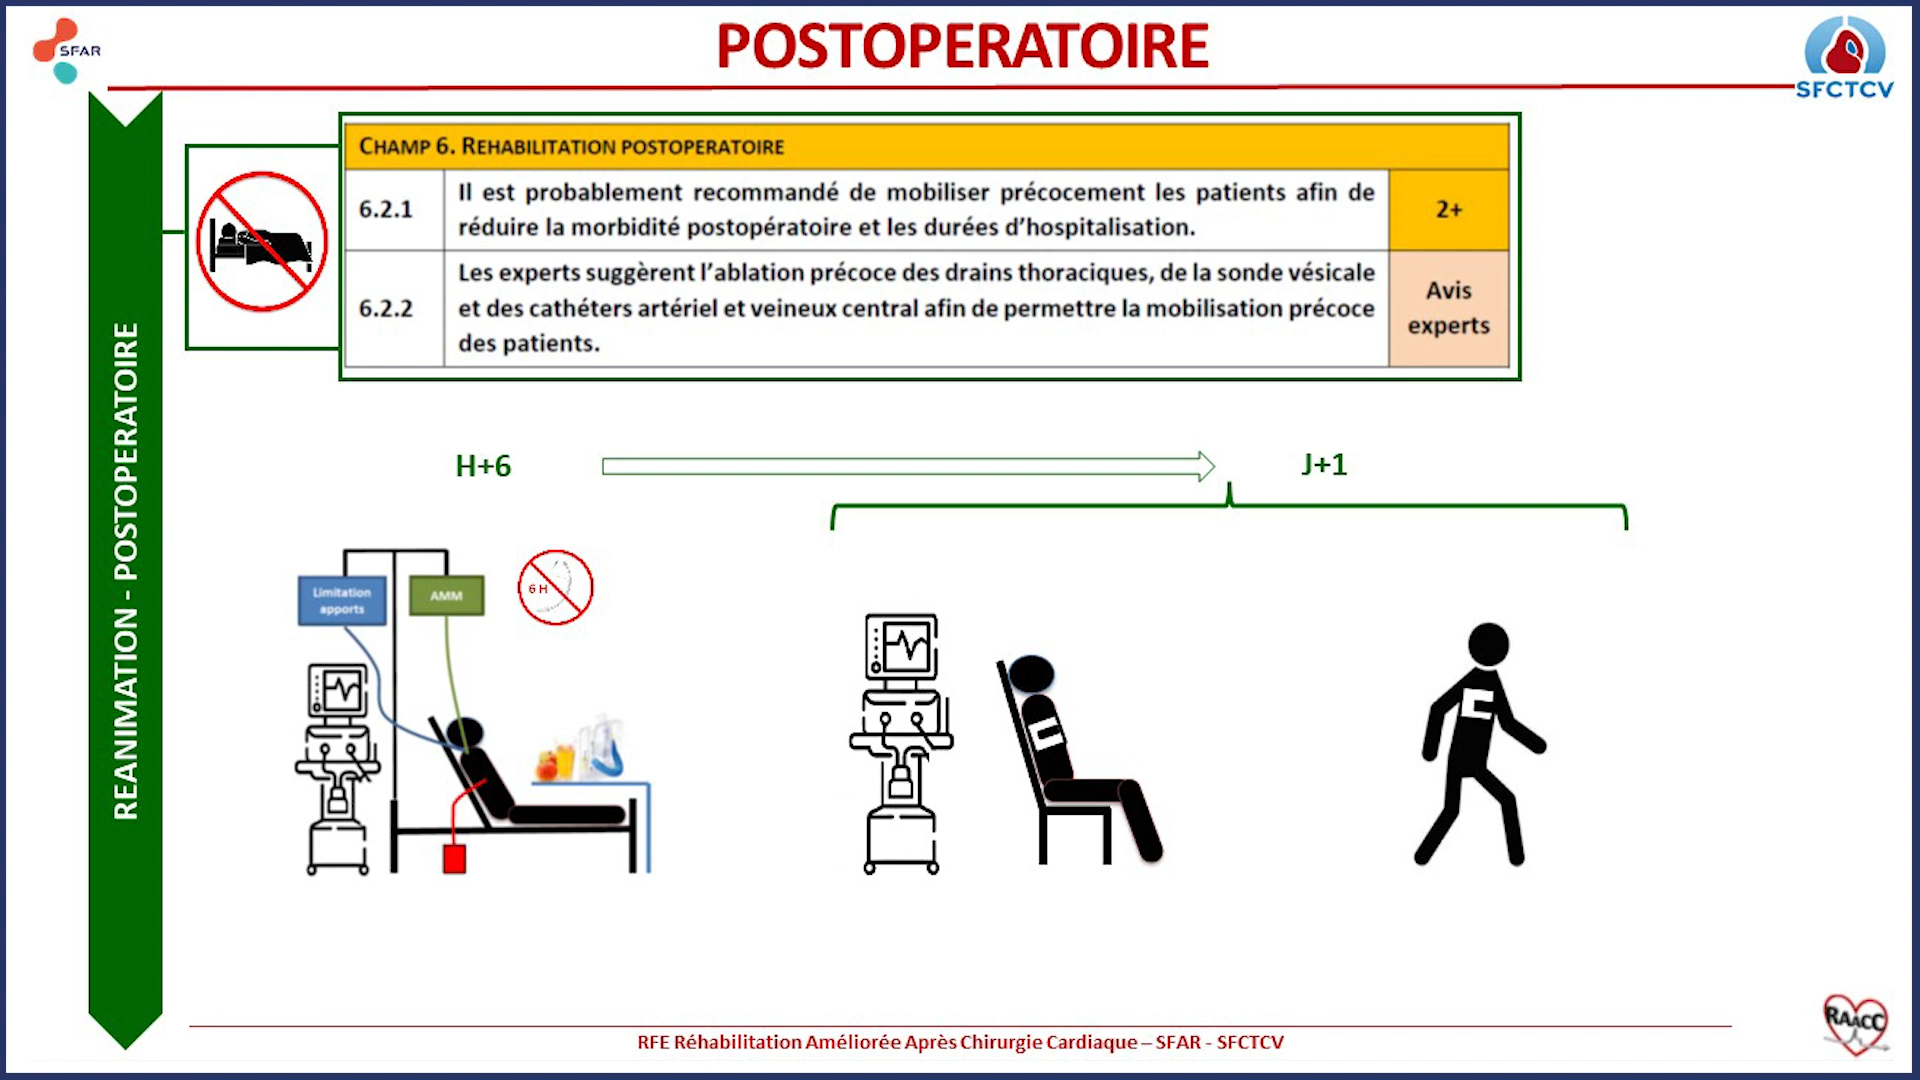 POSTOPERATOIRE
SFAR
SFCTCV
CHAMP 6. REHABILITATION POSTOPERATOIRE
6.2.1
Il est probablement recommandé de mobiliser précocement les patients afin de
réduire la morbidité postopératoire et les durées d'hospitalisation.
2+
6.2.2
Les experts suggèrent l'ablation précoce des drains thoraciques, de la sonde vésicale
et des cathéters artériel et veineux central afin de permettre la mobilisation précoce
des patients.
Avis
experts
REANIMATION - POSTOPERATOIRE
H+6
J+1
Limitation
apports
AMM
6 H
RFE Réhabilitation Améliorée Après Chirurgie Cardiaque – SFAR - SFCTCV
RAACC